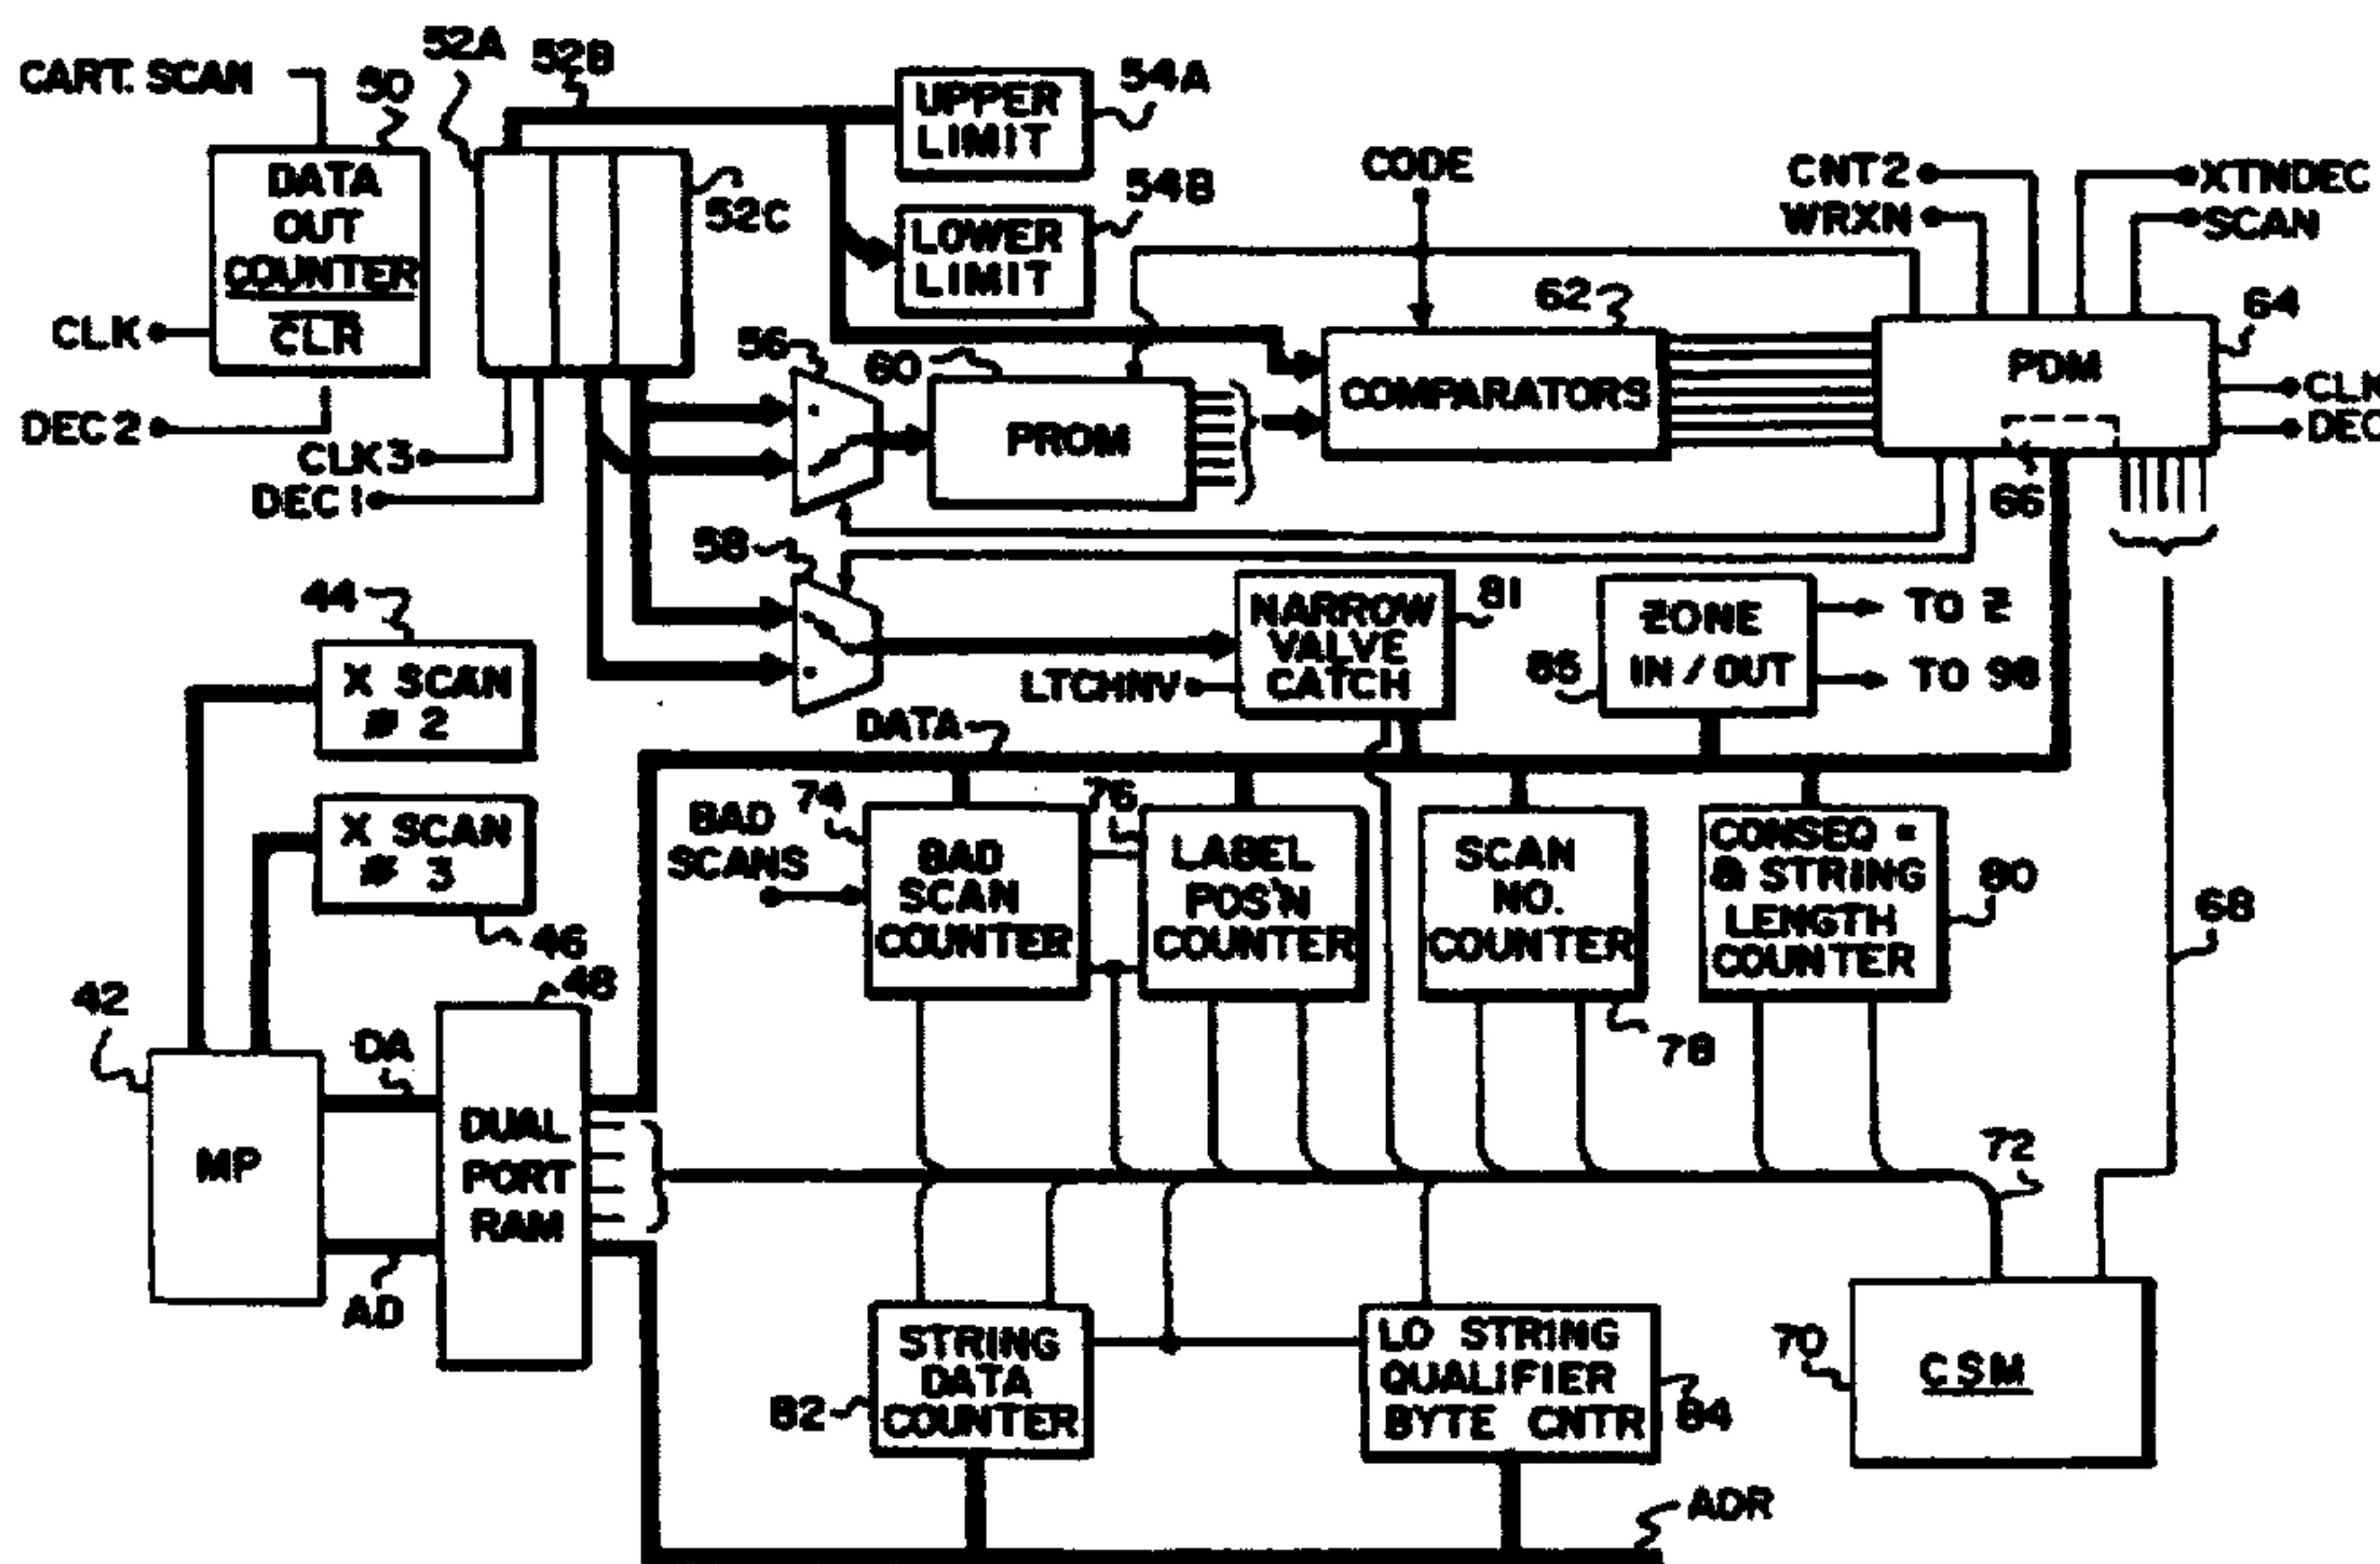 CART. SCAN
50
52A
52B
54A
UPPER
LIMIT
DATA
OUT
COUNTER
CLR
52C
54B
LOWER
LIMIT
CODE
CNT2
WRXN
XTNDEC
SCAN
CLK
DEC2
CLK3
DEC1
56
60
PROM
62
COMPARATORS
64
PDM
CLK
DEC
66
58
44
X SCAN
# 2
NARROW
VALVE
CATCH
81
LTCHNV
ZONE
IN/OUT
TO 2
TO 98
DATA
X SCAN
# 3
46
BAD
SCANS
74
BAD
SCAN
COUNTER
76
LABEL
POS'N
COUNTER
SCAN
NO.
COUNTER
78
CONSEQ =
& STRING
LENGTH
COUNTER
80
68
42
MP
DA
AD
48
DUAL
PORT
RAM
72
82
STRING
DATA
COUNTER
LO STRING
QUALIFIER
BYTE CNTR
84
70
CSM
ADR